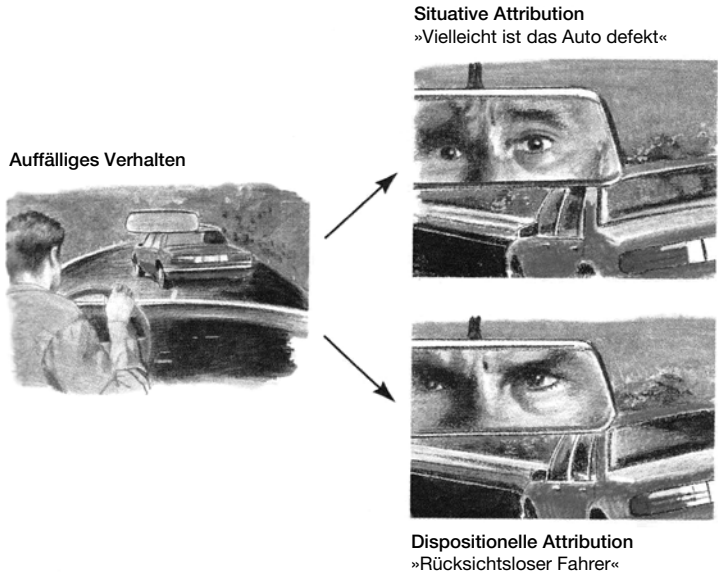 Situative Attribution
»Vielleicht ist das Auto defekt«
Auffälliges Verhalten
Dispositionelle Attribution
»Rücksichtsloser Fahrer«